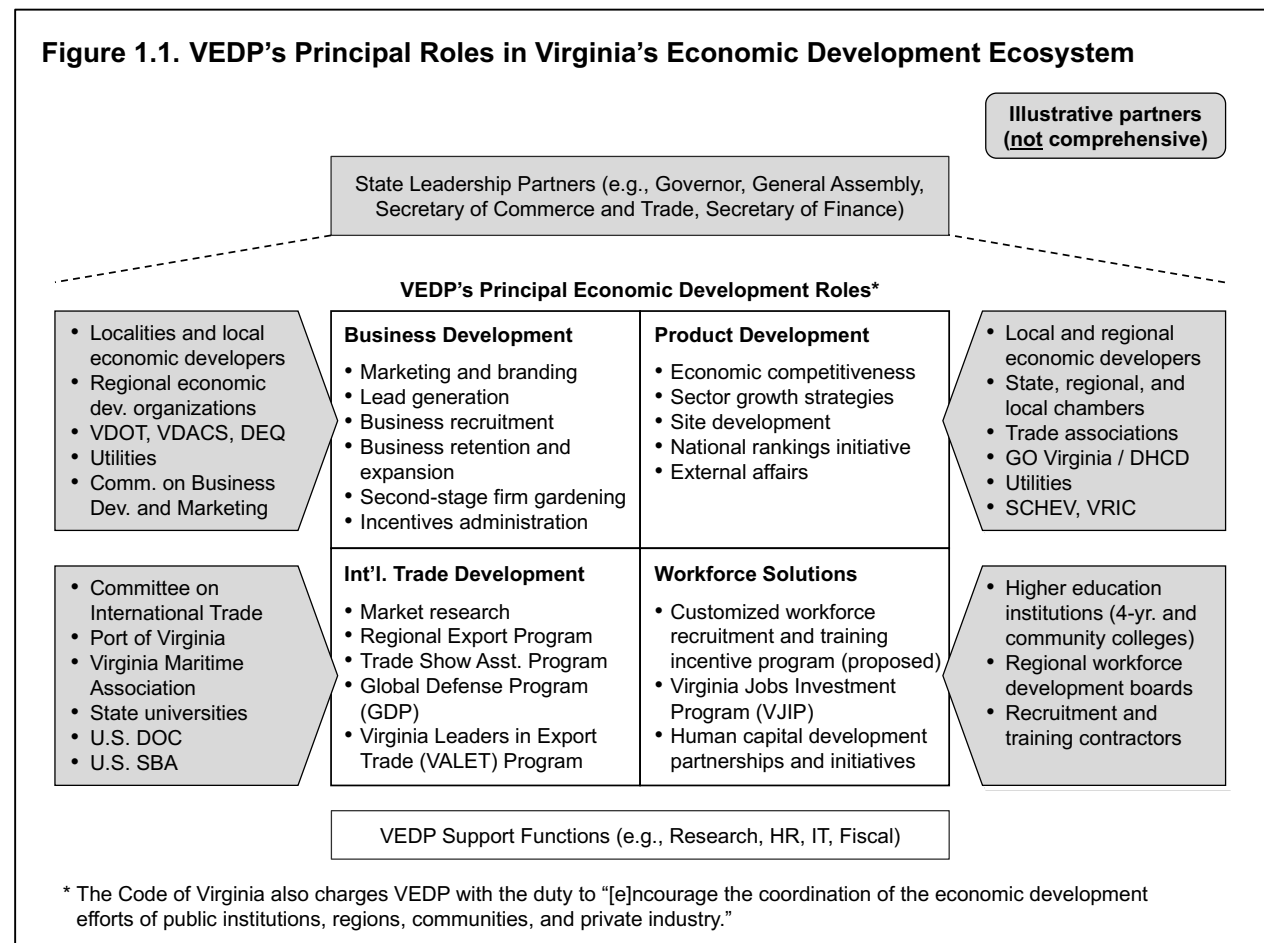 Figure 1.1. VEDP’s Principal Roles in Virginia’s Economic Development Ecosystem
Illustrative partners
(not comprehensive)
State Leadership Partners (e.g., Governor, General Assembly,
Secretary of Commerce and Trade, Secretary of Finance)
VEDP’s Principal Economic Development Roles*
• Localities and local
economic developers
• Regional economic
dev. organizations
• VDOT, VDACS, DEQ
• Utilities
• Comm. on Business
Dev. and Marketing
Business Development
• Marketing and branding
• Lead generation
• Business recruitment
• Business retention and
expansion
• Second-stage firm gardening
• Incentives administration
Product Development
• Economic competitiveness
• Sector growth strategies
• Site development
• National rankings initiative
• External affairs
• Local and regional
economic developers
• State, regional, and
local chambers
• Trade associations
• GO Virginia / DHCD
• Utilities
• SCHEV, VRIC
• Committee on
International Trade
• Port of Virginia
• Virginia Maritime
Association
• State universities
• U.S. DOC
• U.S. SBA
Int’l. Trade Development
• Market research
• Regional Export Program
• Trade Show Asst. Program
• Global Defense Program
(GDP)
• Virginia Leaders in Export
Trade (VALET) Program
Workforce Solutions
• Customized workforce
recruitment and training
incentive program (proposed)
• Virginia Jobs Investment
Program (VJIP)
• Human capital development
partnerships and initiatives
• Higher education
institutions (4-yr. and
community colleges)
• Regional workforce
development boards
• Recruitment and
training contractors
VEDP Support Functions (e.g., Research, HR, IT, Fiscal)
* The Code of Virginia also charges VEDP with the duty to “[e]ncourage the coordination of the economic development
efforts of public institutions, regions, communities, and private industry.”